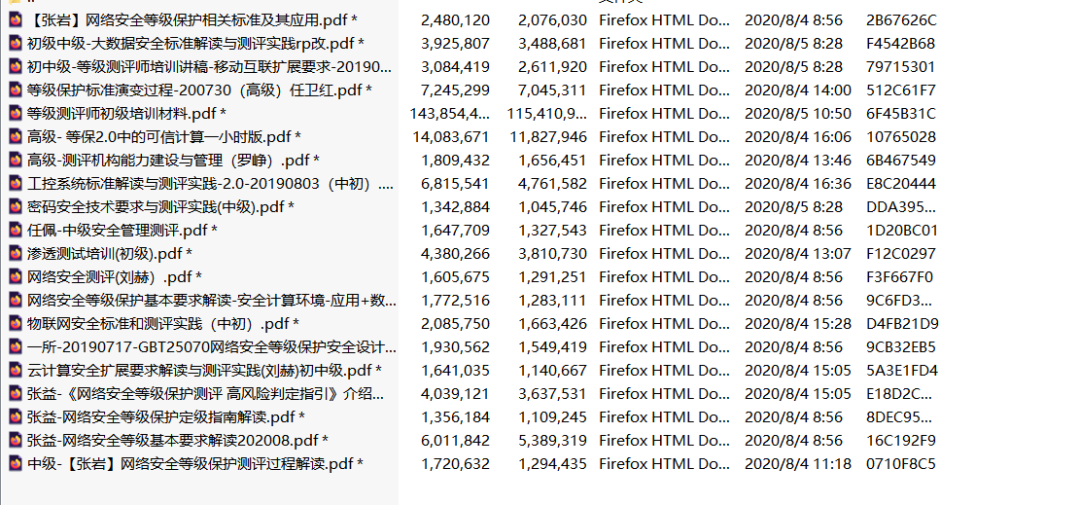 【张岩】网络安全等级保护相关标准及其应用.pdf * 2,480,120 2,076,030 Firefox HTML Do... 2020/8/4 8:56 2B67626C
初级中级-大数据安全标准解读与测评实践rp改.pdf * 3,925,807 3,488,681 Firefox HTML Do... 2020/8/5 8:28 F4542B68
初中级-等级测评师培训讲稿-移动互联扩展要求-20190... 3,084,419 2,611,920 Firefox HTML Do... 2020/8/5 8:28 79715301
等级保护标准演变过程-200730（高级）任卫红.pdf * 7,245,299 7,045,311 Firefox HTML Do... 2020/8/4 14:00 512C61F7
等级测评师初级培训材料.pdf * 143,854,4... 115,410,9... Firefox HTML Do... 2020/8/5 10:50 6F45B31C
高级- 等保2.0中的可信计算一小时版.pdf * 14,083,671 11,827,946 Firefox HTML Do... 2020/8/4 16:06 10765028
高级-测评机构能力建设与管理（罗峥）.pdf * 1,809,432 1,656,451 Firefox HTML Do... 2020/8/4 13:46 6B467549
工控系统标准解读与测评实践-2.0-20190803（中初）.... 6,815,541 4,761,582 Firefox HTML Do... 2020/8/4 16:36 E8C20444
密码安全技术要求与测评实践(中级).pdf * 1,342,884 1,045,746 Firefox HTML Do... 2020/8/5 8:28 DDA395...
任佩-中级安全管理测评.pdf * 1,647,709 1,327,543 Firefox HTML Do... 2020/8/4 8:56 1D20BC01
渗透测试培训(初级).pdf * 4,380,266 3,810,730 Firefox HTML Do... 2020/8/4 13:07 F12C0297
网络安全测评(刘赫）.pdf * 1,605,675 1,291,251 Firefox HTML Do... 2020/8/4 8:56 F3F667F0
网络安全等级保护基本要求解读-安全计算环境-应用+数... 1,772,516 1,283,111 Firefox HTML Do... 2020/8/4 8:56 9C6FD3...
物联网安全标准和测评实践（中初）.pdf * 2,085,750 1,663,426 Firefox HTML Do... 2020/8/4 15:28 D4FB21D9
一所-20190717-GBT25070网络安全等级保护安全设计... 1,930,562 1,549,419 Firefox HTML Do... 2020/8/4 8:56 9CB32EB5
云计算安全扩展要求解读与测评实践(刘赫)初中级.pdf * 1,641,035 1,140,667 Firefox HTML Do... 2020/8/4 15:05 5A3E1FD4
张益-《网络安全等级保护测评 高风险判定指引》介绍... 4,039,121 3,637,531 Firefox HTML Do... 2020/8/4 15:05 E18D2C...
张益-网络安全等级保护定级指南解读.pdf * 1,356,184 1,109,245 Firefox HTML Do... 2020/8/4 8:56 8DEC95...
张益-网络安全等级基本要求解读202008.pdf * 6,011,842 5,389,319 Firefox HTML Do... 2020/8/4 8:56 16C192F9
中级-【张岩】网络安全等级保护测评过程解读.pdf * 1,720,632 1,294,435 Firefox HTML Do... 2020/8/4 11:18 0710F8C5